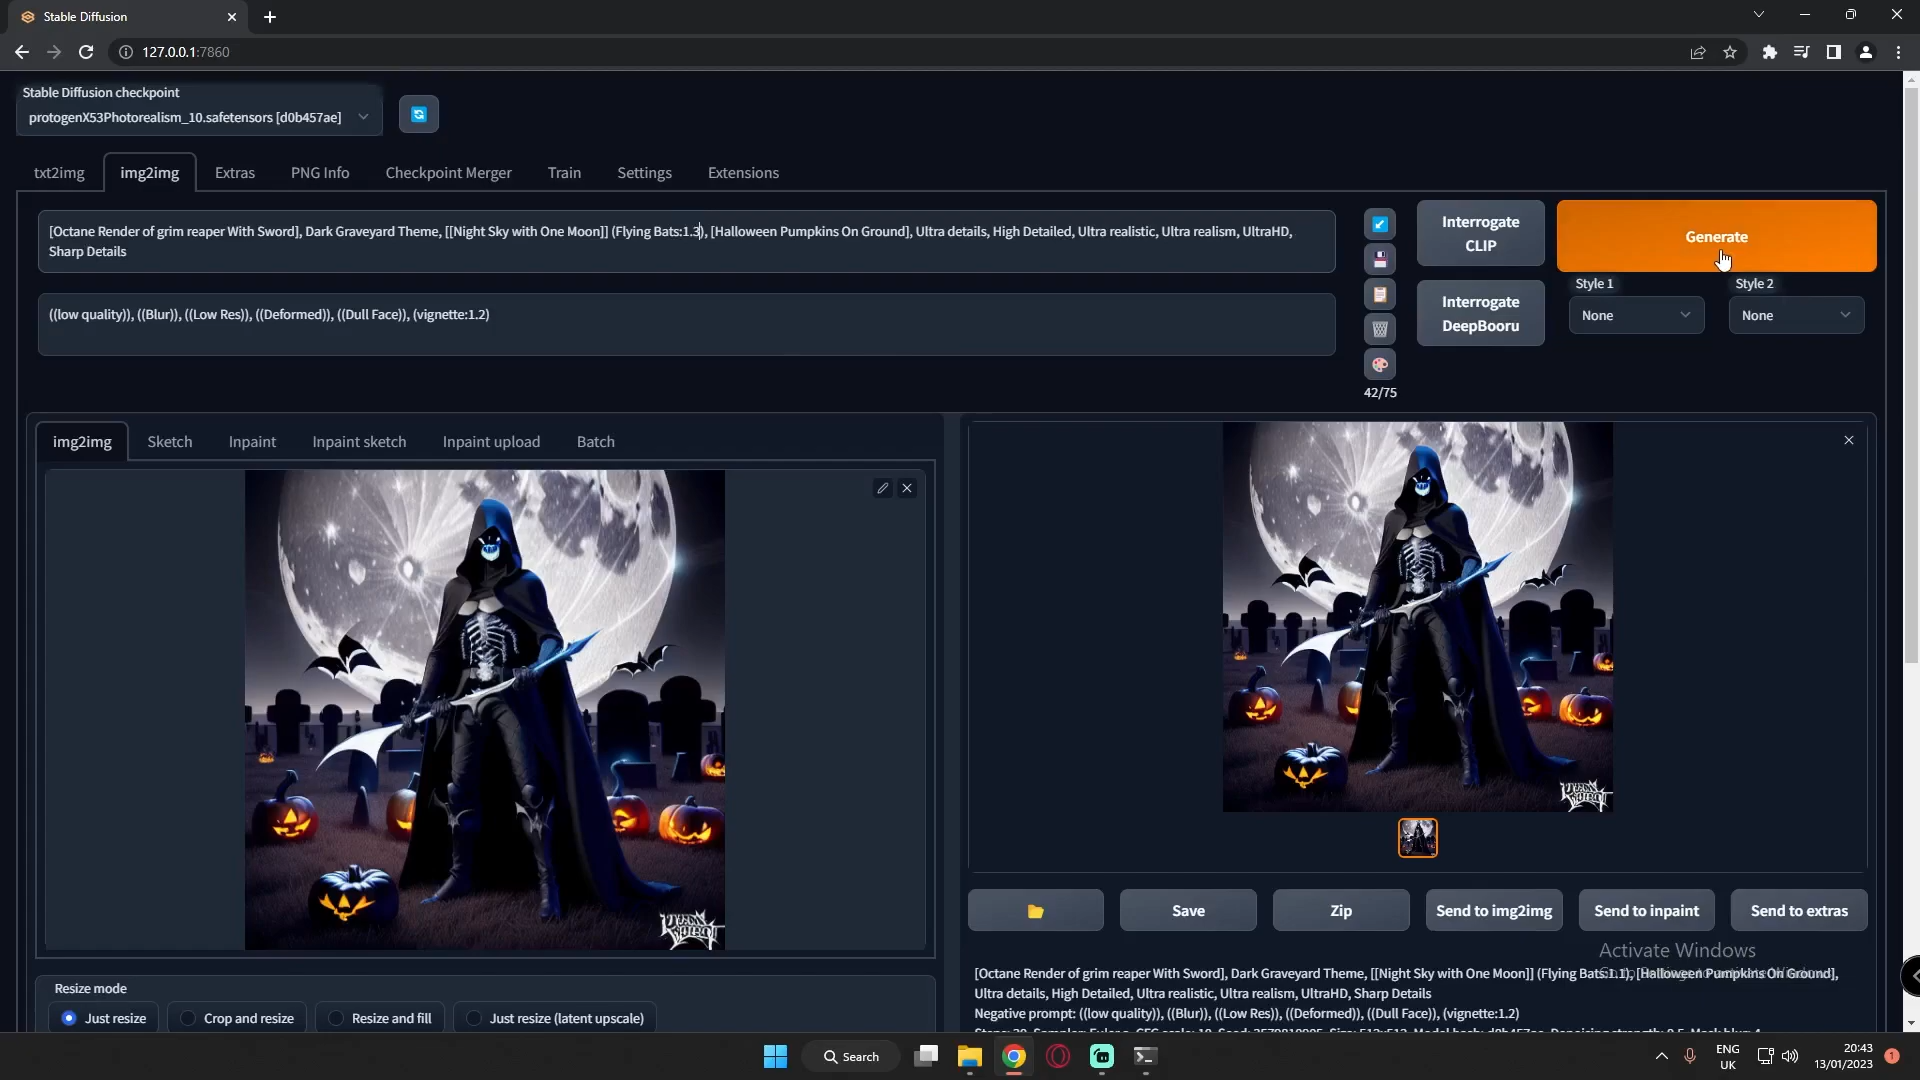 Stable Diffusion
127.0.0.1:7860
Stable Diffusion checkpoint
protogenX53Photorealism_10.safetensors [d0b457ae]
txt2img
img2img
Extras
PNG Info
Checkpoint Merger
Train
Settings
Extensions
[Octane Render of grim reaper With Sword], Dark Graveyard Theme, [[Night Sky with One Moon]] (Flying Bats:1.3), [Halloween Pumpkins On Ground], Ultra details, High Detailed, Ultra realistic, Ultra realism, UltraHD,
Sharp Details
((low quality)), ((Blur)), ((Low Res)), ((Deformed)), ((Dull Face)), (vignette:1.2)
42/75
Interrogate
CLIP
Interrogate
DeepBooru
Generate
Style 1
Style 2
None
None
img2img
Sketch
Inpaint
Inpaint sketch
Inpaint upload
Batch
Resize mode
Just resize
Crop and resize
Resize and fill
Just resize (latent upscale)
Save
Zip
Send to img2img
Send to inpaint
Send to extras
Activate Windows
[Octane Render of grim reaper With Sword], Dark Graveyard Theme, [[Night Sky with One Moon]] (Flying Bats:1.1), [Halloween Pumpkins On Ground],
Ultra details, High Detailed, Ultra realistic, Ultra realism, UltraHD, Sharp Details
Negative prompt: ((low quality)), ((Blur)), ((Low Res)), ((Deformed)), ((Dull Face)), (vignette:1.2)
Search
ENG
UK
20:43
13/01/2023
1